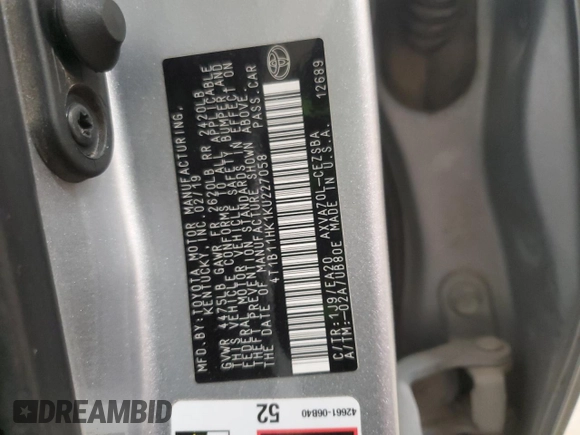 MFD. BY: TOYOTA MOTOR MANUFACTURING,
KENTUCKY, INC. 02/19
GVWR 4475LB GAWR FR 2620LB RR 2420LB
THIS VEHICLE CONFORMS TO ALL APPLICABLE
FEDERAL MOTOR VEHICLE SAFETY, BUMPER, AND
THEFT PREVENTION STANDARDS IN EFFECT ON
THE DATE OF MANUFACTURE SHOWN ABOVE.
4T1B11HK1KU227058 PASS.CAR
C/TR: 1J9/EA20 AXVA70L-CEZSBA 12689
A/TM: -02A/UB80E MADE IN U.S.A.
42661-06B40
52
DREAMBID